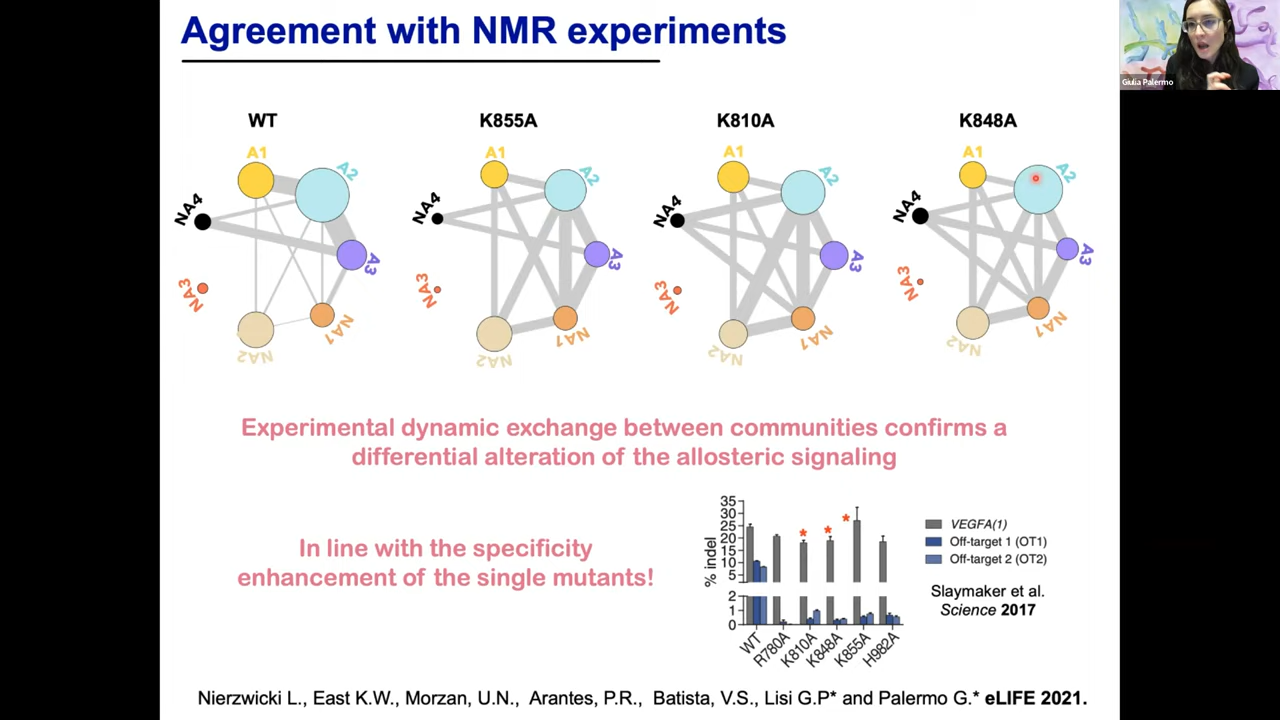 Agreement with NMR experiments
Giulia Palermo
WT
K855A
K810A
K848A
A1
A2
A3
NA1
NA2
NA3
NA4
A1
A2
A3
NA1
NA2
NA3
NA4
A1
A2
A3
NA1
NA2
NA3
NA4
A1
A2
A3
NA1
NA2
NA3
NA4
Experimental dynamic exchange between communities confirms a
differential alteration of the allosteric signaling
In line with the specificity
enhancement of the single mutants!
% indel
35
30
25
20
15
10
5
2
1
0
* * *
WT
R780A
K810A
K848A
K855A
H982A
VEGFA(1)
Off-target 1 (OT1)
Off-target 2 (OT2)
Slaymaker et al.
Science 2017
Nierzwicki L., East K.W., Morzan, U.N., Arantes, P.R., Batista, V.S., Lisi G.P* and Palermo G.* eLIFE 2021.